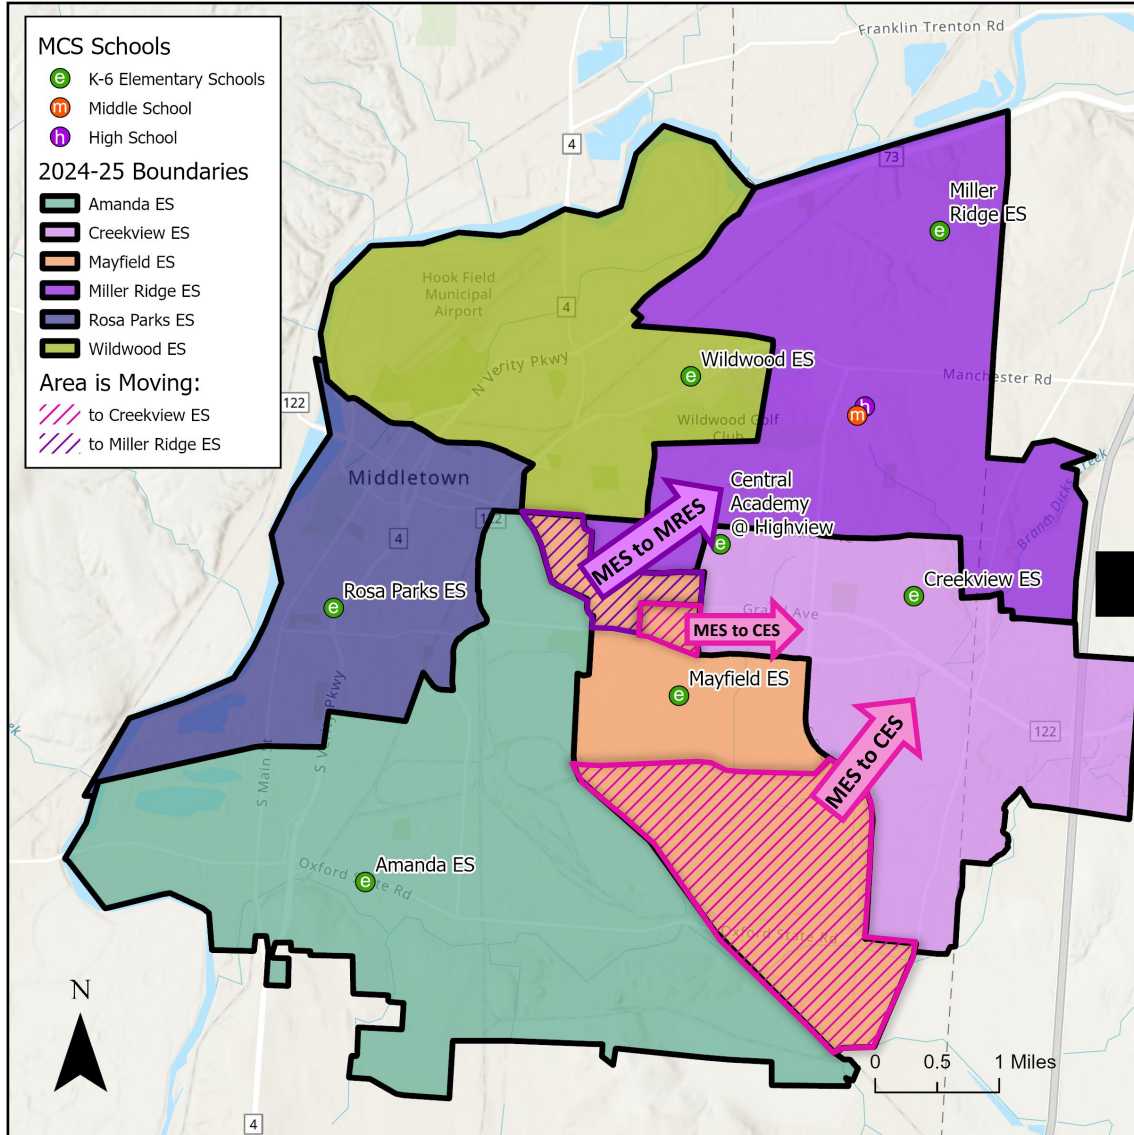 MCS Schools
e K-6 Elementary Schools
m Middle School
h High School
2024-25 Boundaries
Amanda ES
Creekview ES
Mayfield ES
Miller Ridge ES
Rosa Parks ES
Wildwood ES
Area is Moving:
to Creekview ES
to Miller Ridge ES
Franklin Trenton Rd
4
73
Miller
Ridge ES
e
Hook Field
Municipal
Airport
4
N Verity Pkwy
Wildwood ES
e
Manchester Rd
122
h
m
Wildwood Golf
Club
Middletown
Central
Academy
@ Highview
e
Branch Dicks Creek
122
4
MES to MRES
Creekview ES
e
Rosa Parks ES
e
Grand Ave
MES to CES
Mayfield ES
e
S Verity Pkwy
S Main St
122
MES to CES
Amanda ES
e
Oxford State Rd
Oxford State Rd
N
0 0.5 1 Miles
4